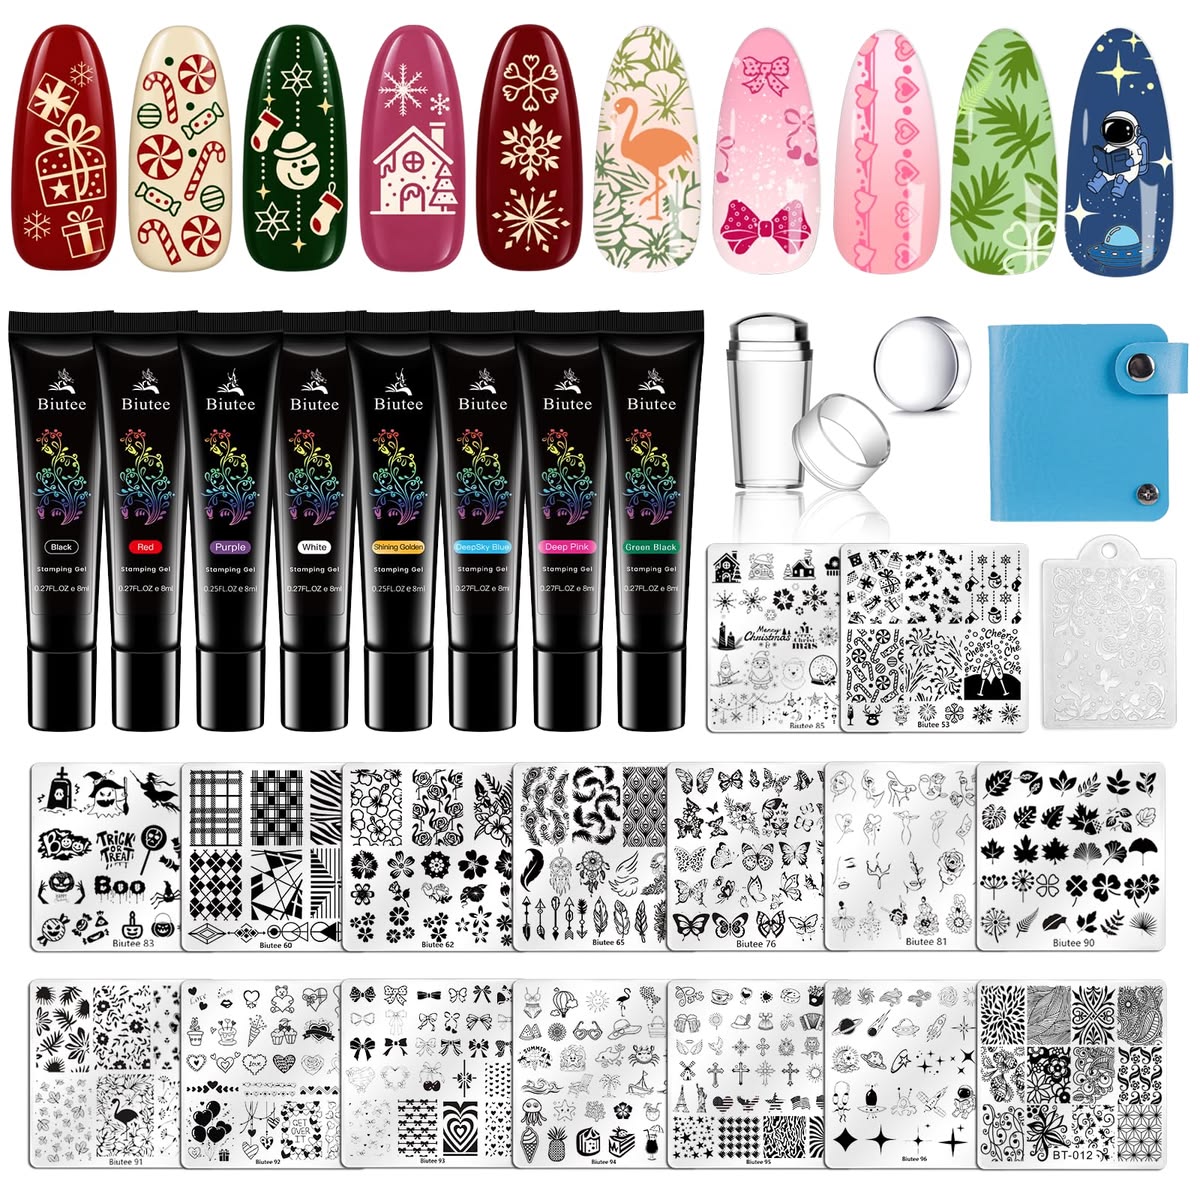 Biutee
Biutee
Biutee
Biutee
Biutee
Biutee
Biutee
Biutee
Black
Red
Purple
White
Shining Golden
DeepSky Blue
Deep Pink
Green Black
Stamping Gel
Stamping Gel
Stamping Gel
Stamping Gel
Stamping Gel
Stamping Gel
Stamping Gel
Stamping Gel
0.27FL.OZ e 8ml
0.27FL.OZ e 8ml
0.25FL.OZ e 8ml
0.27FL.OZ e 8ml
0.25FL.OZ e 8ml
0.27FL.OZ e 8ml
0.27FL.OZ e 8ml
0.27FL.OZ e 8ml
Merry
Christmas
Biutee 85
Cheers!
Cheers!
Biutee 53
TRICK
OR
TREAT!
Boo
Biutee 83
Biutee 60
Biutee 62
Biutee 65
Biutee 76
Biutee 81
Biutee 90
Biutee 91
Love
GET
OVER
IT
Biutee 92
Biutee 93
SUMMER
Biutee 94
Biutee 95
Biutee 96
BT-012